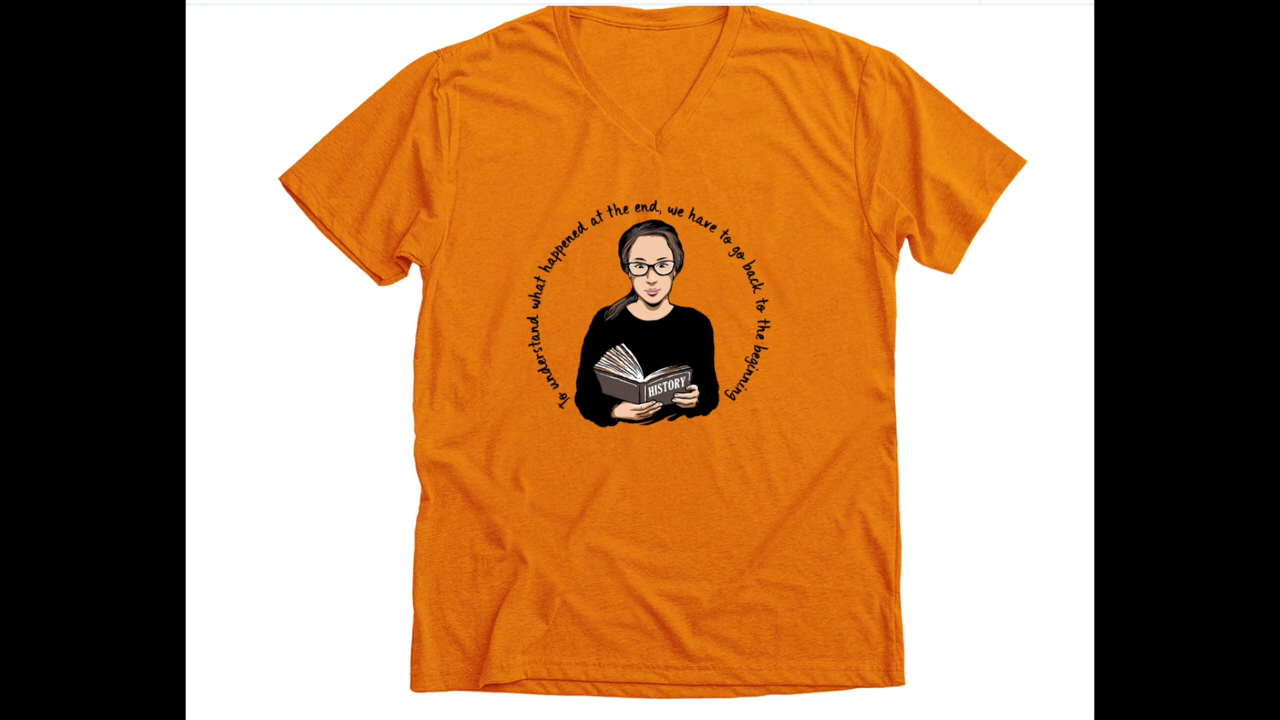 To understand what happened at the end, we have to go back to the beginning
HISTORY